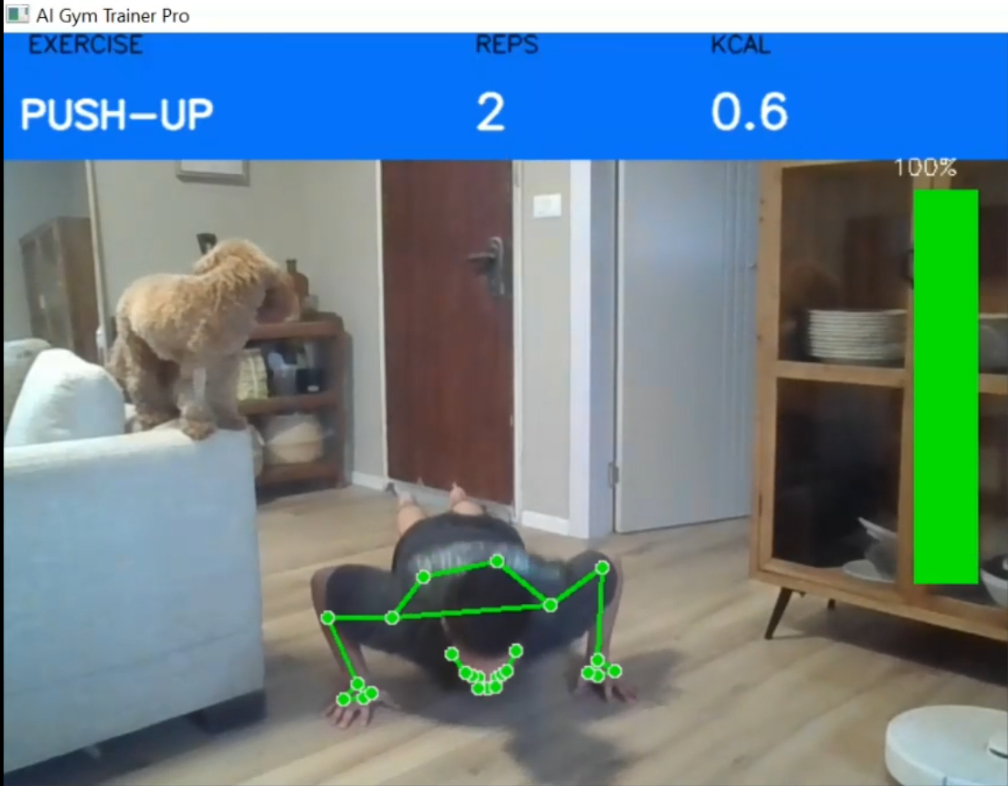 AI Gym Trainer Pro
EXERCISE REPS KCAL
PUSH-UP 2 0.6
100%